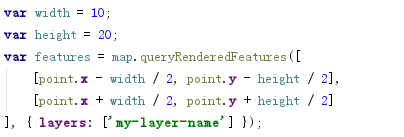 var width = 10;
var height = 20;
var features = map.queryRenderedFeatures([
    [point.x - width / 2, point.y - height / 2],
    [point.x + width / 2, point.y + height / 2]
], { layers: ['my-layer-name'] });